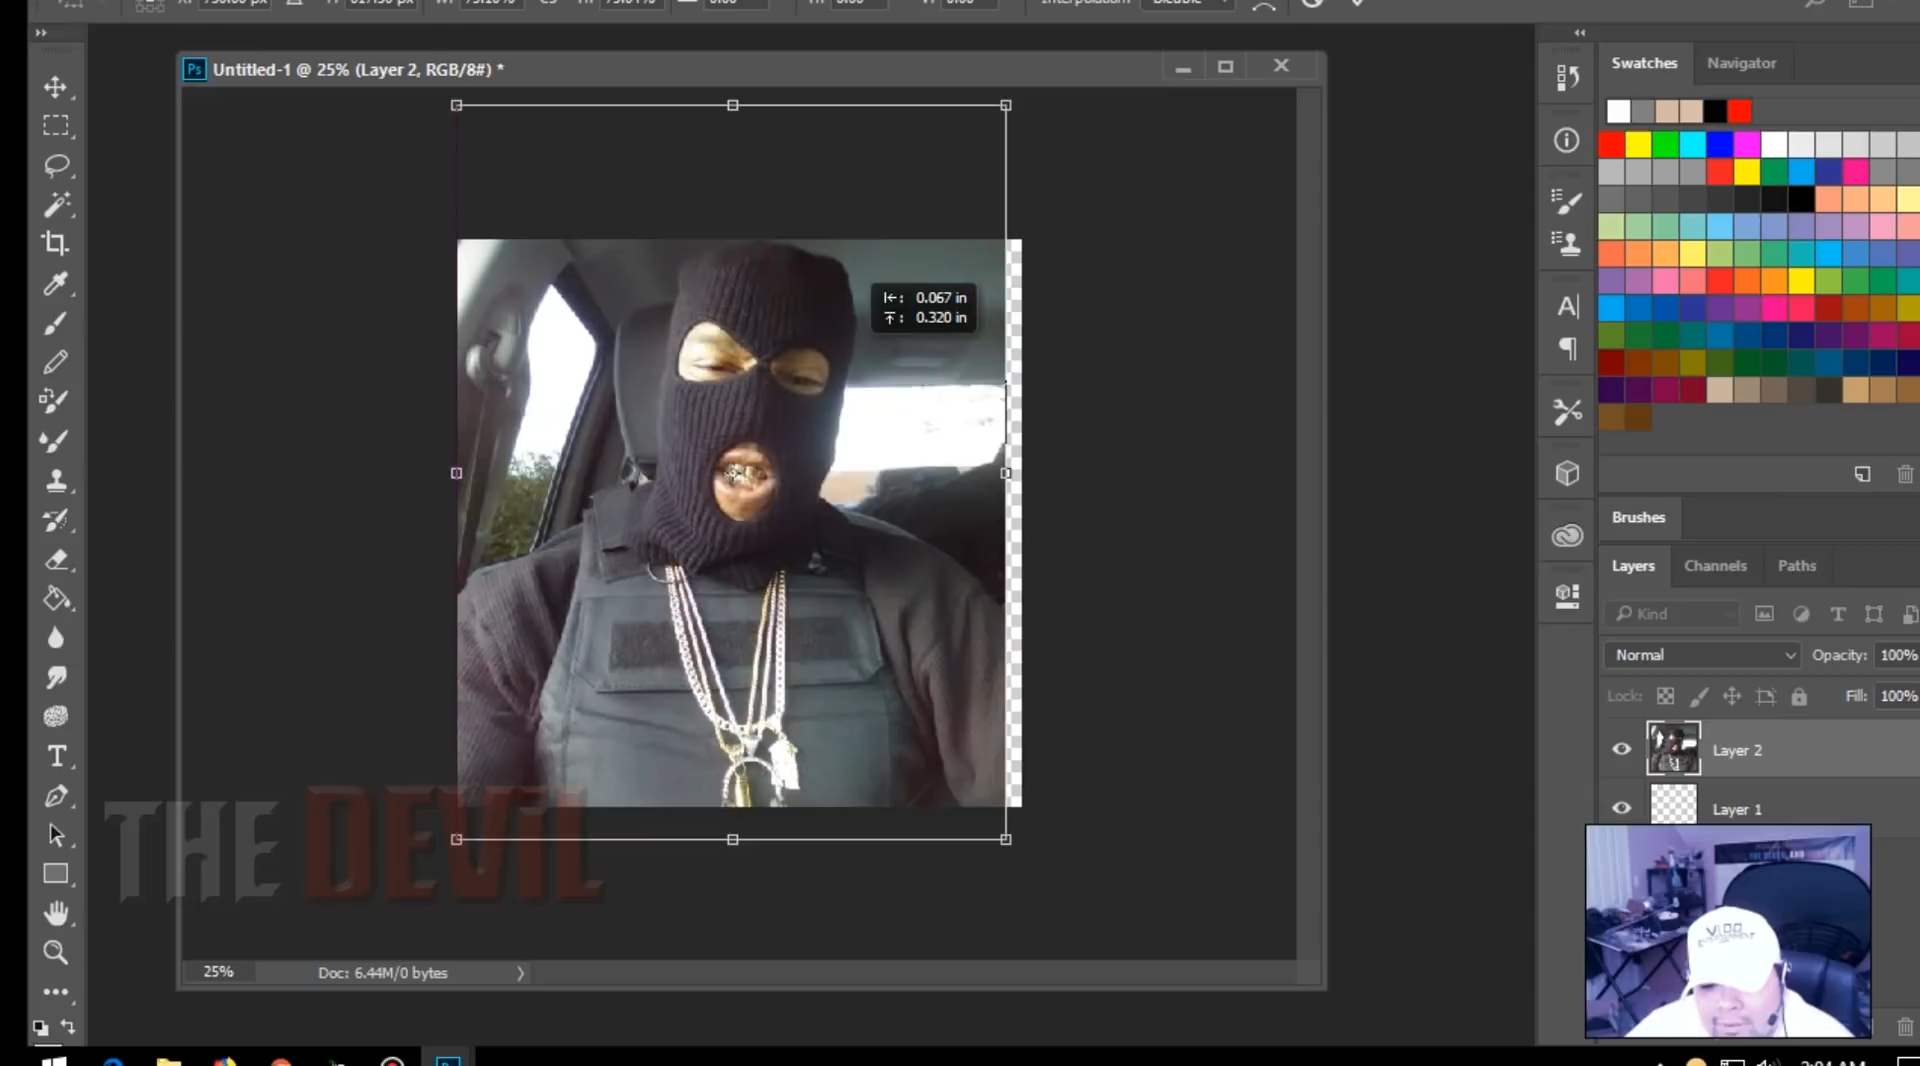 Interpolation:
Untitled-1 @ 25% (Layer 2, RGB/8#) *
Ps
Swatches
Navigator
0.067 in
0.320 in
Brushes
Layers
Channels
Paths
Kind
Normal
Opacity: 100%
Lock:
Fill: 100%
Layer 2
Layer 1
THE DEVIL
25%
Doc: 6.44M/0 bytes